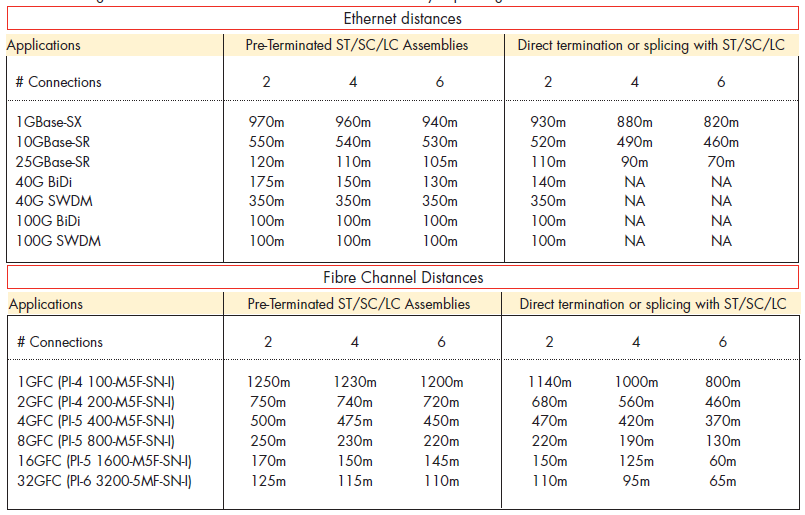 Ethernet distances
Applications Pre-Terminated ST/SC/LC Assemblies Direct termination or splicing with ST/SC/LC
# Connections 2 4 6 2 4 6
1GBase-SX 970m 960m 940m 930m 880m 820m
10GBase-SR 550m 540m 530m 520m 490m 460m
25GBase-SR 120m 110m 105m 110m 90m 70m
40G BiDi 175m 150m 130m 140m NA NA
40G SWDM 350m 350m 350m 350m NA NA
100G BiDi 100m 100m 100m 100m NA NA
100G SWDM 100m 100m 100m 100m NA NA
Fibre Channel Distances
Applications Pre-Terminated ST/SC/LC Assemblies Direct termination or splicing with ST/SC/LC
# Connections 2 4 6 2 4 6
1GFC (PI-4 100-M5F-SN-I) 1250m 1230m 1200m 1140m 1000m 800m
2GFC (PI-4 200-M5F-SN-I) 750m 740m 720m 680m 560m 460m
4GFC (PI-5 400-M5F-SN-I) 500m 475m 450m 470m 420m 370m
8GFC (PI-5 800-M5F-SN-I) 250m 230m 220m 220m 190m 130m
16GFC (PI-5 1600-M5F-SN-I) 170m 150m 145m 150m 125m 60m
32GFC (PI-6 3200-5MF-SN-I) 125m 115m 110m 110m 95m 65m